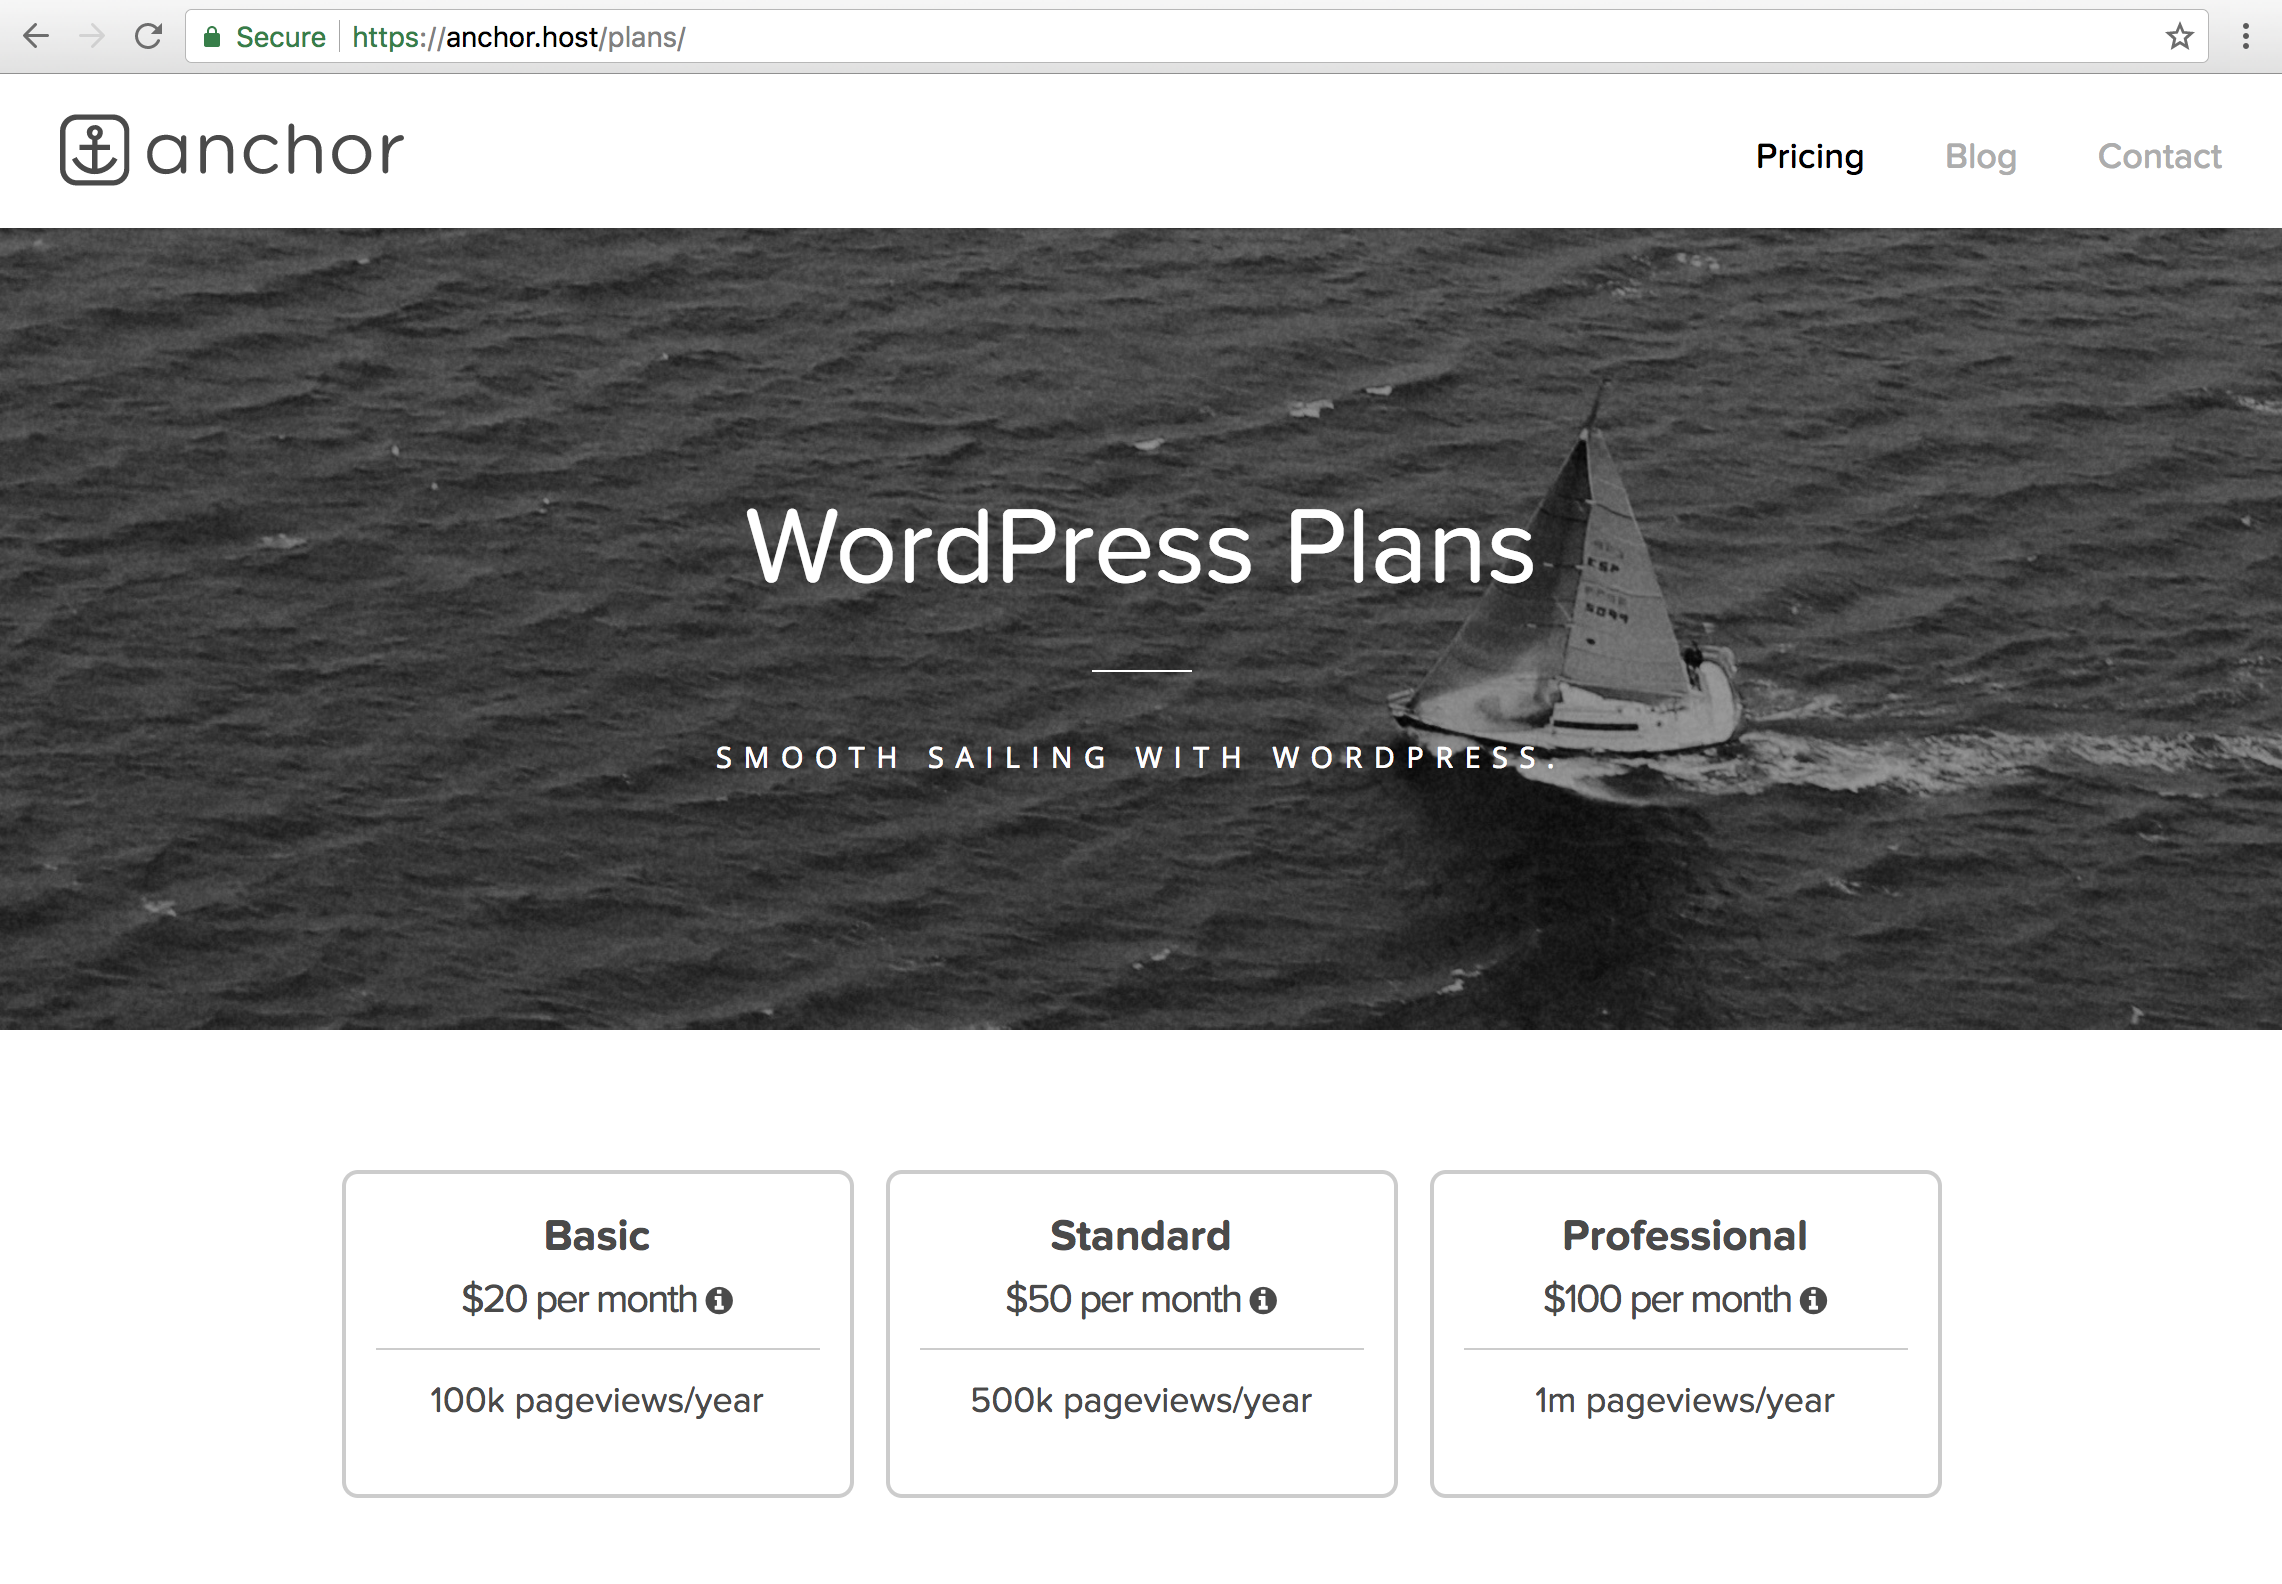 Secure https://anchor.host/plans/
anchor
Pricing Blog Contact
WordPress Plans
ESP
SMOOTH SAILING WITH WORDPRESS.
Basic
$20 per month
100k pageviews/year
Standard
$50 per month
500k pageviews/year
Professional
$100 per month
1m pageviews/year